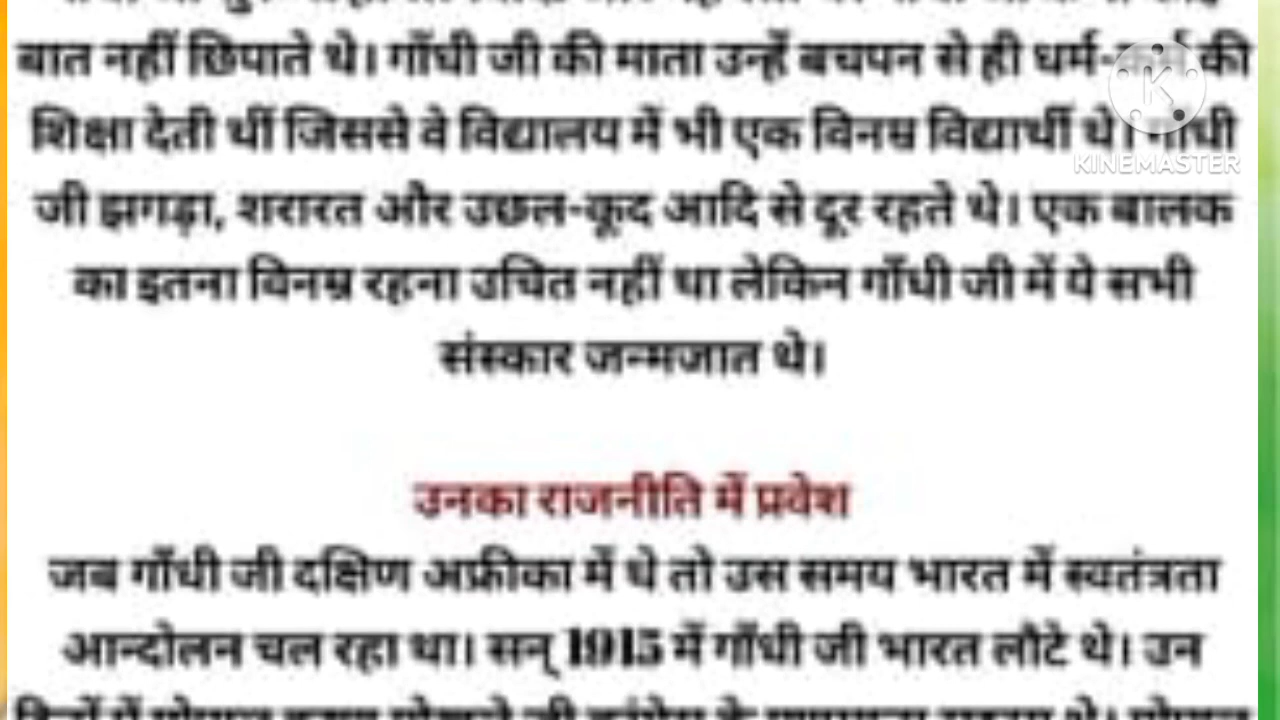 बात नहीं छिपाते थे। गाँधी जी की माता उन्हें बचपन से ही धर्म-कर्म की
शिक्षा देती थीं जिससे वे विद्यालय में भी एक विनम्र विद्यार्थी थे। गाँधी
KINEMASTER
जी झगड़ा, शरारत और उछल-कूद आदि से दूर रहते थे। एक बालक
का इतना विनम्र रहना उचित नहीं था लेकिन गाँधी जी में ये सभी
संस्कार जन्मजात थे।
उनका राजनीति में प्रवेश
जब गाँधी जी दक्षिण अफ्रीका में थे तो उस समय भारत में स्वतंत्रता
आन्दोलन चल रहा था। सन् 1915 में गाँधी जी भारत लौटे थे। उन